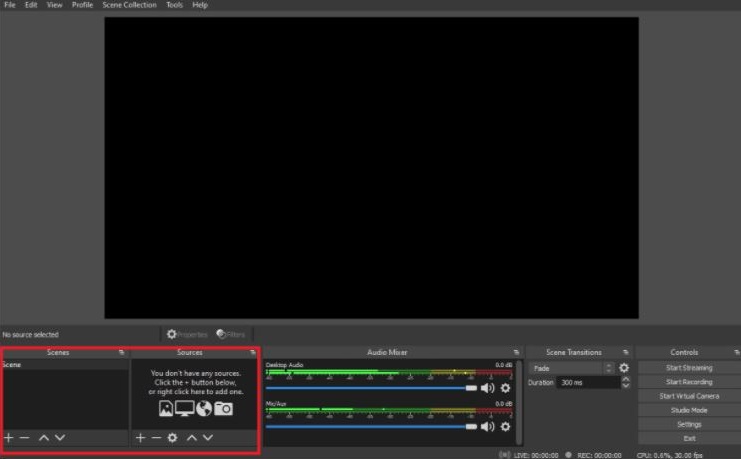 File Edit View Profile Scene Collection Tools Help
No source selected Properties Filters
Scenes Sources Audio Mixer Scene Transitions Controls
Scene
You don't have any sources.
Click the + button below,
or right click here to add one.
Desktop Audio 0.0 dB
Mic/Aux 0.0 dB
Fade
Duration 300 ms
Start Streaming
Start Recording
Start Virtual Camera
Studio Mode
Settings
Exit
LIVE: 00:00:00 REC: 00:00:00 CPU: 0.6%, 30.00 fps